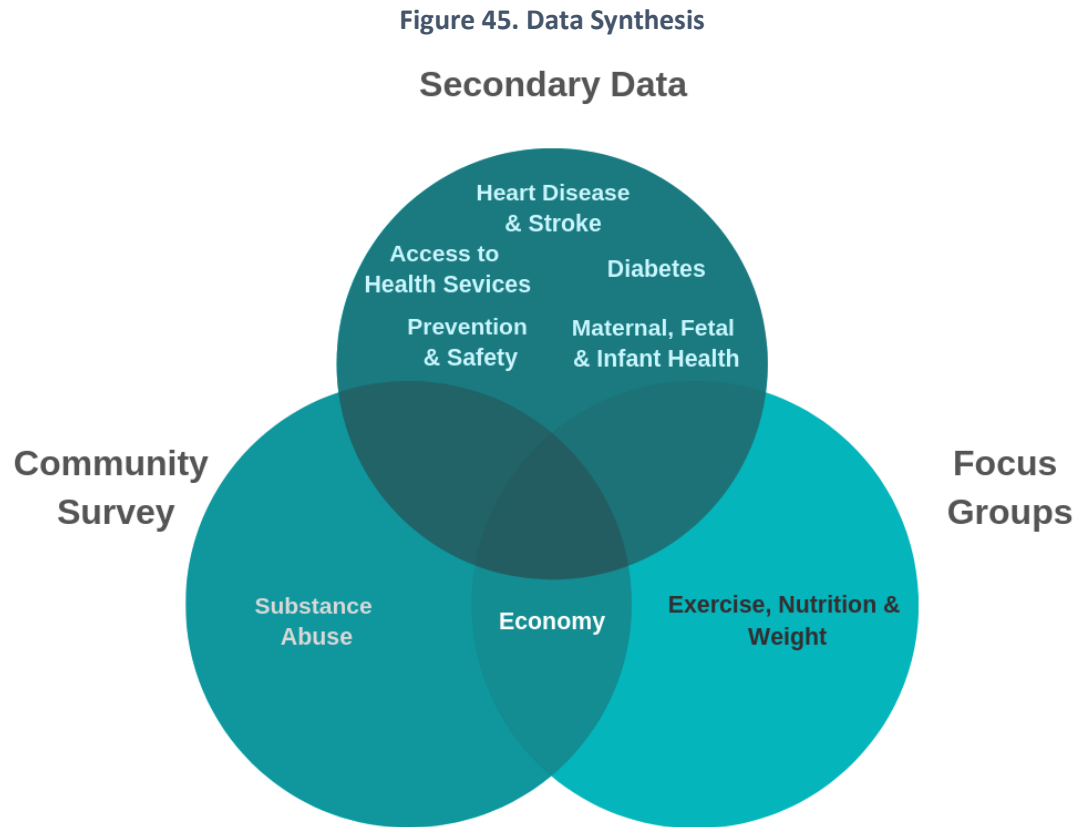 Figure 45. Data Synthesis
Secondary Data
Heart Disease
& Stroke
Access to
Health Sevices
Diabetes
Prevention
& Safety
Maternal, Fetal
& Infant Health
Community
Survey
Focus
Groups
Substance
Abuse
Economy
Exercise, Nutrition &
Weight